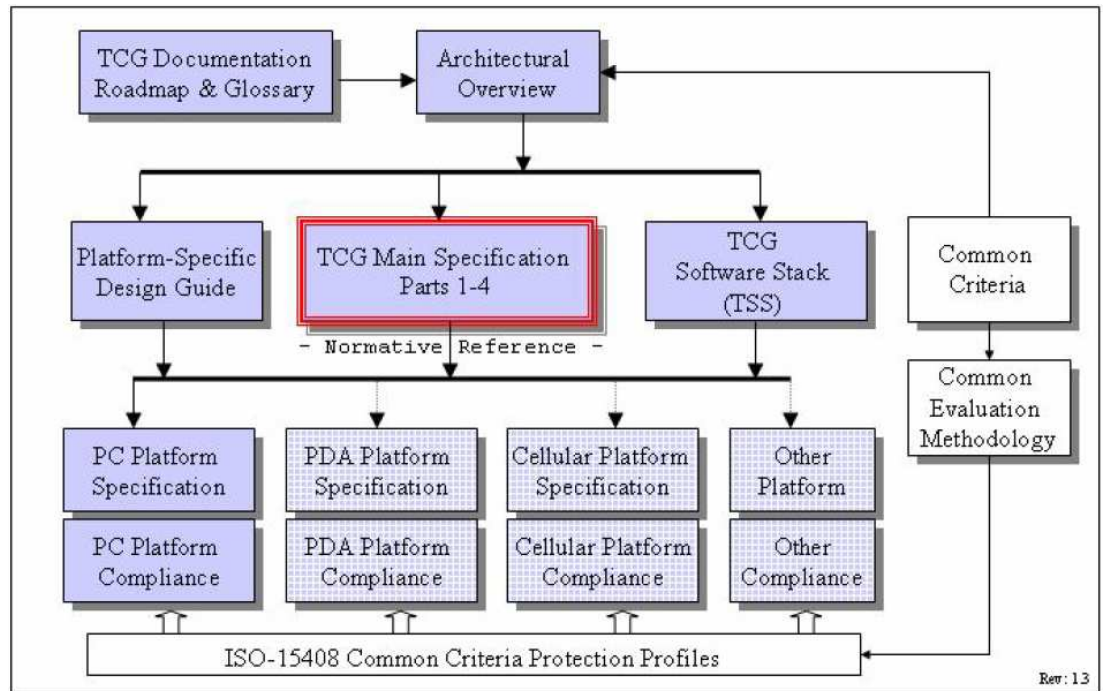 TCG Documentation
Roadmap & Glossary
Architectural
Overview
Platform-Specific
Design Guide
TCG Main Specification
Parts 1-4
TCG
Software Stack
(TSS)
Common
Criteria
- Normative Reference -
Common
Evaluation
Methodology
PC Platform
Specification
PDA Platform
Specification
Cellular Platform
Specification
Other
Platform
PC Platform
Compliance
PDA Platform
Compliance
Cellular Platform
Compliance
Other
Compliance
ISO-15408 Common Criteria Protection Profiles
Rev: 1.3